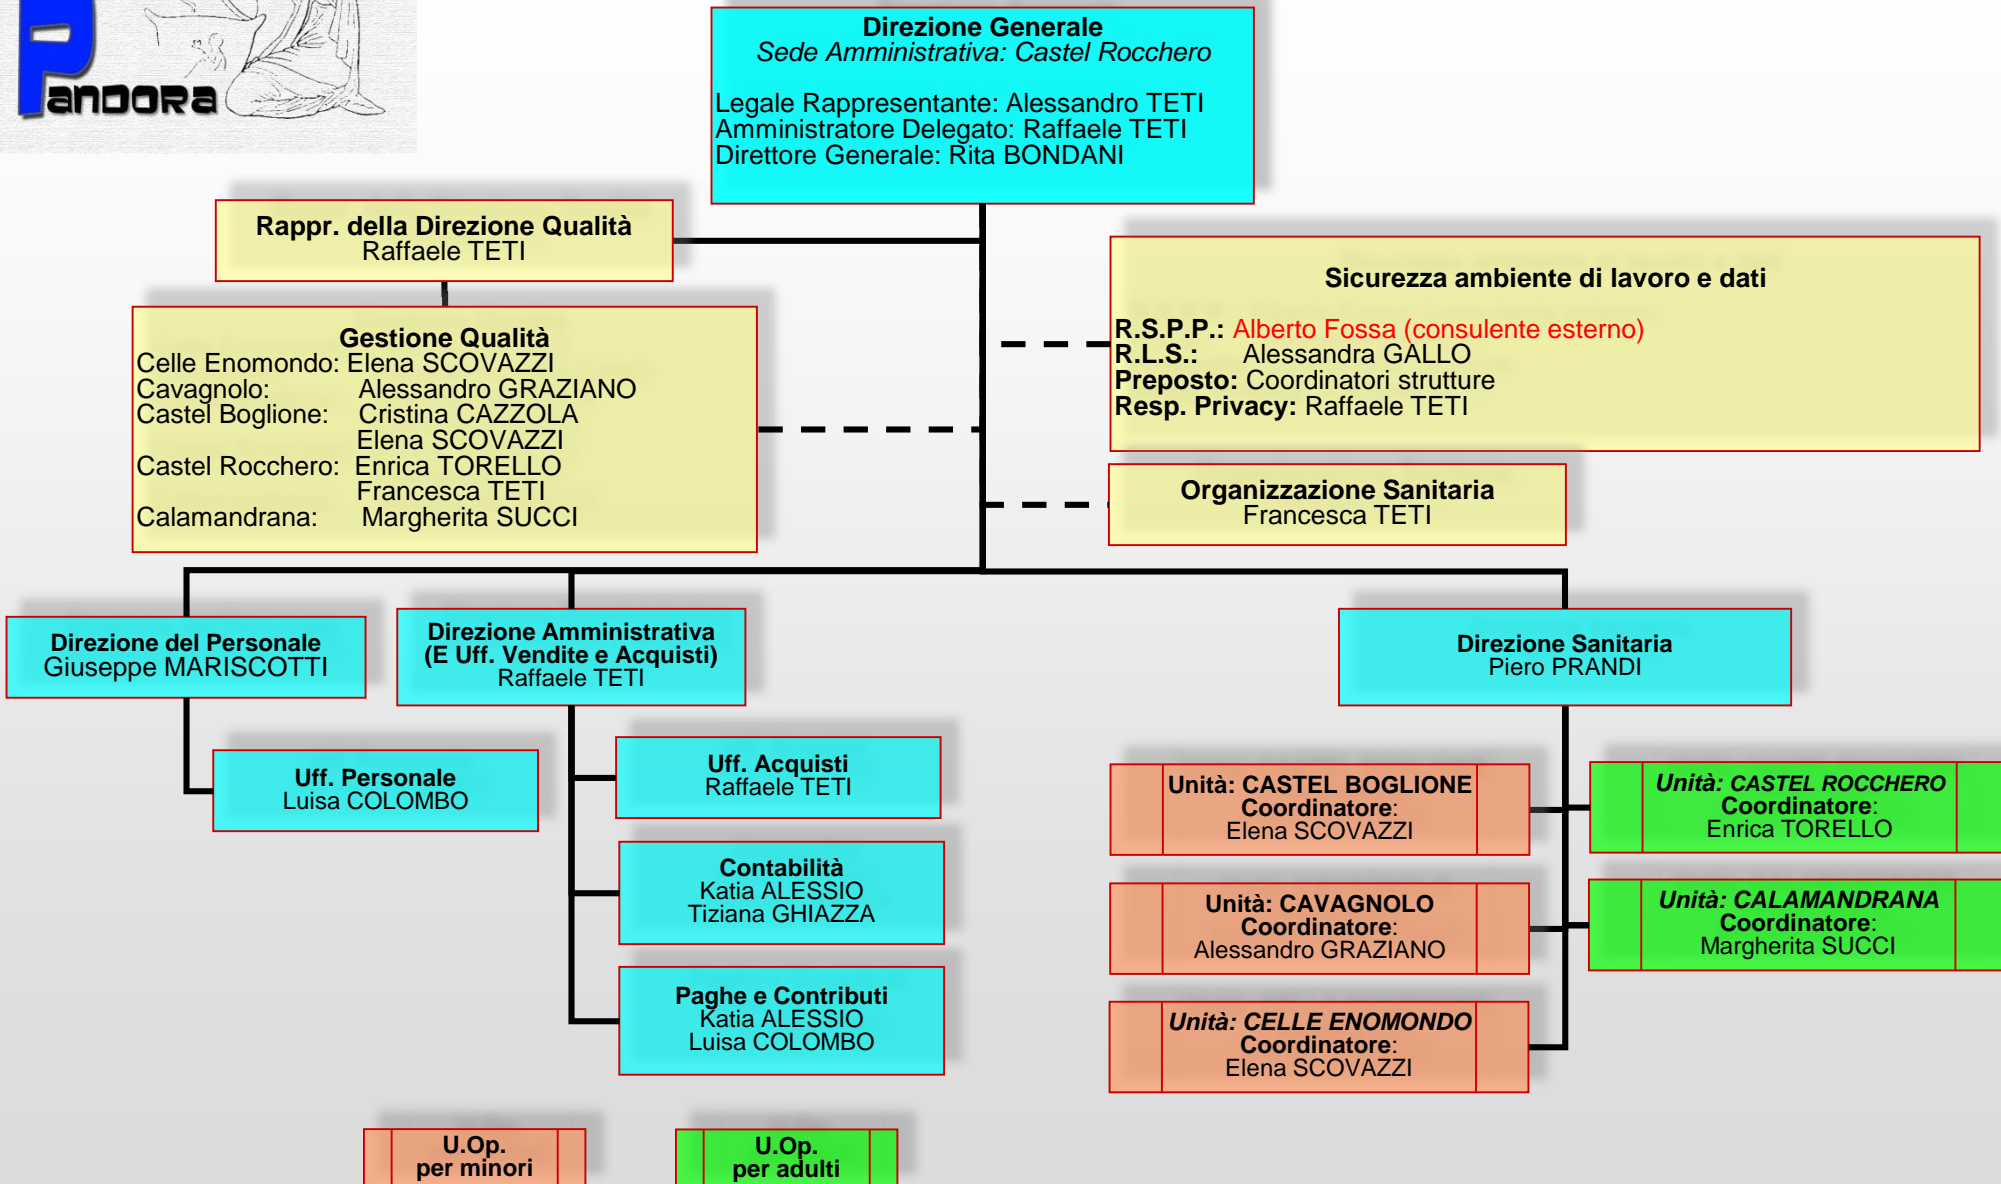 Pandora
Direzione Generale
Sede Amministrativa: Castel Rocchero
Legale Rappresentante: Alessandro TETI
Amministratore Delegato: Raffaele TETI
Direttore Generale: Rita BONDANI
Rappr. della Direzione Qualità
Raffaele TETI
Gestione Qualità
Celle Enomondo: Elena SCOVAZZI
Cavagnolo: Alessandro GRAZIANO
Castel Boglione: Cristina CAZZOLA
Elena SCOVAZZI
Castel Rocchero: Enrica TORELLO
Francesca TETI
Calamandrana: Margherita SUCCI
Sicurezza ambiente di lavoro e dati
R.S.P.P.: Alberto Fossa (consulente esterno)
R.L.S.: Alessandra GALLO
Preposto: Coordinatori strutture
Resp. Privacy: Raffaele TETI
Organizzazione Sanitaria
Francesca TETI
Direzione del Personale
Giuseppe MARISCOTTI
Direzione Amministrativa
(E Uff. Vendite e Acquisti)
Raffaele TETI
Direzione Sanitaria
Piero PRANDI
Uff. Personale
Luisa COLOMBO
Uff. Acquisti
Raffaele TETI
Contabilità
Katia ALESSIO
Tiziana GHIAZZA
Paghe e Contributi
Katia ALESSIO
Luisa COLOMBO
Unità: CASTEL BOGLIONE
Coordinatore:
Elena SCOVAZZI
Unità: CASTEL ROCCHERO
Coordinatore:
Enrica TORELLO
Unità: CAVAGNOLO
Coordinatore:
Alessandro GRAZIANO
Unità: CALAMANDRANA
Coordinatore:
Margherita SUCCI
Unità: CELLE ENOMONDO
Coordinatore:
Elena SCOVAZZI
U.Op.
per minori
U.Op.
per adulti